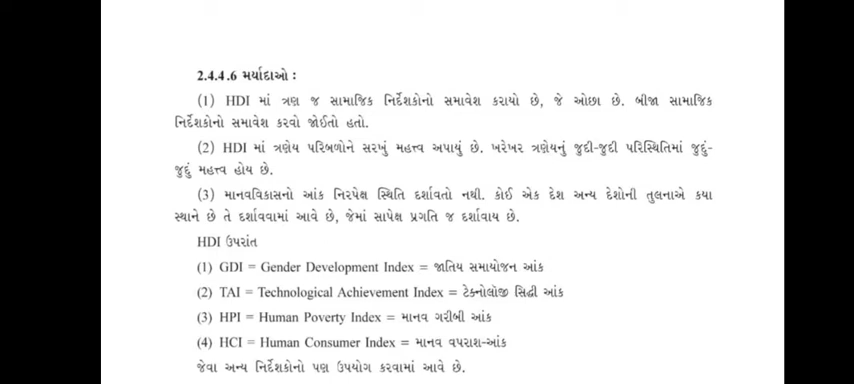 2.4.4.6 મર્યાદાઓ :
(1) HDI માં ત્રણ જ સામાજિક નિર્દેશકોનો સમાવેશ કરાયો છે, જે ઓછા છે. બીજા સામાજિક
નિર્દેશકોનો સમાવેશ કરવો જોઈતો હતો.
(2) HDI માં ત્રણેય પરિબળોને સરખું મહત્ત્વ અપાયું છે. ખરેખર ત્રણેયનું જુદી-જુદી પરિસ્થિતિમાં જુદું-
જુદું મહત્ત્વ હોય છે.
(3) માનવવિકાસનો આંક નિરપેક્ષ સ્થિતિ દર્શાવતો નથી. કોઈ એક દેશ અન્ય દેશોની તુલનાએ કયા
સ્થાને છે તે દર્શાવવામાં આવે છે, જેમાં સાપેક્ષ પ્રગતિ જ દર્શાવાય છે.
HDI ઉપરાંત
(1) GDI = Gender Development Index = જાતિય સમાયોજન આંક
(2) TAI = Technological Achievement Index = ટેક્નોલૉજી સિદ્ધી આંક
(3) HPI = Human Poverty Index = માનવ ગરીબી આંક
(4) HCI = Human Consumer Index = માનવ વપરાશ-આંક
જેવા અન્ય નિર્દેશકોનો પણ ઉપયોગ કરવામાં આવે છે.